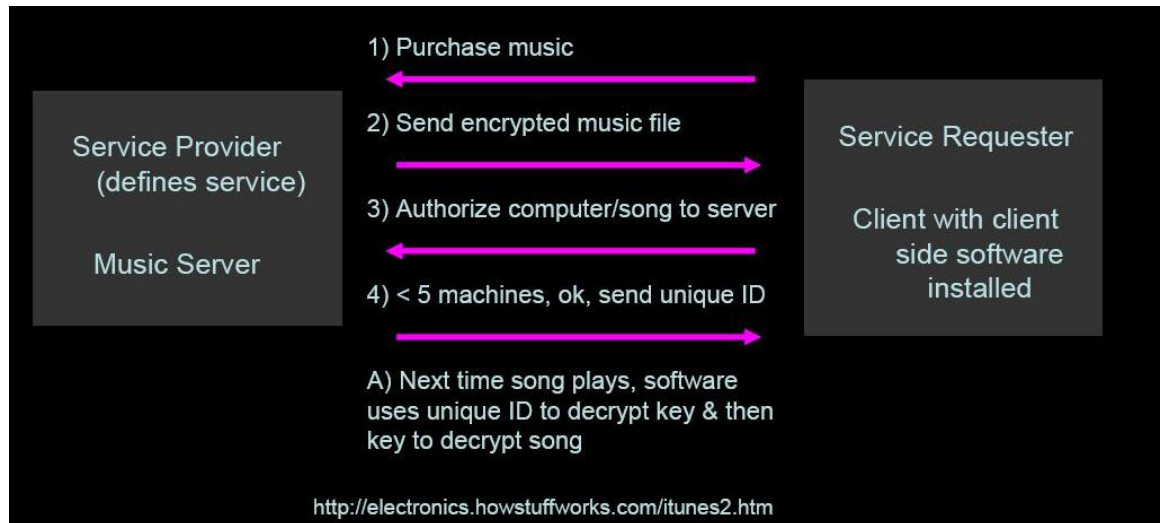 Service Provider
(defines service)
Music Server
1) Purchase music
2) Send encrypted music file
3) Authorize computer/song to server
4) < 5 machines, ok, send unique ID
A) Next time song plays, software
uses unique ID to decrypt key & then
key to decrypt song
Service Requester
Client with client
side software
installed
http://electronics.howstuffworks.com/itunes2.htm